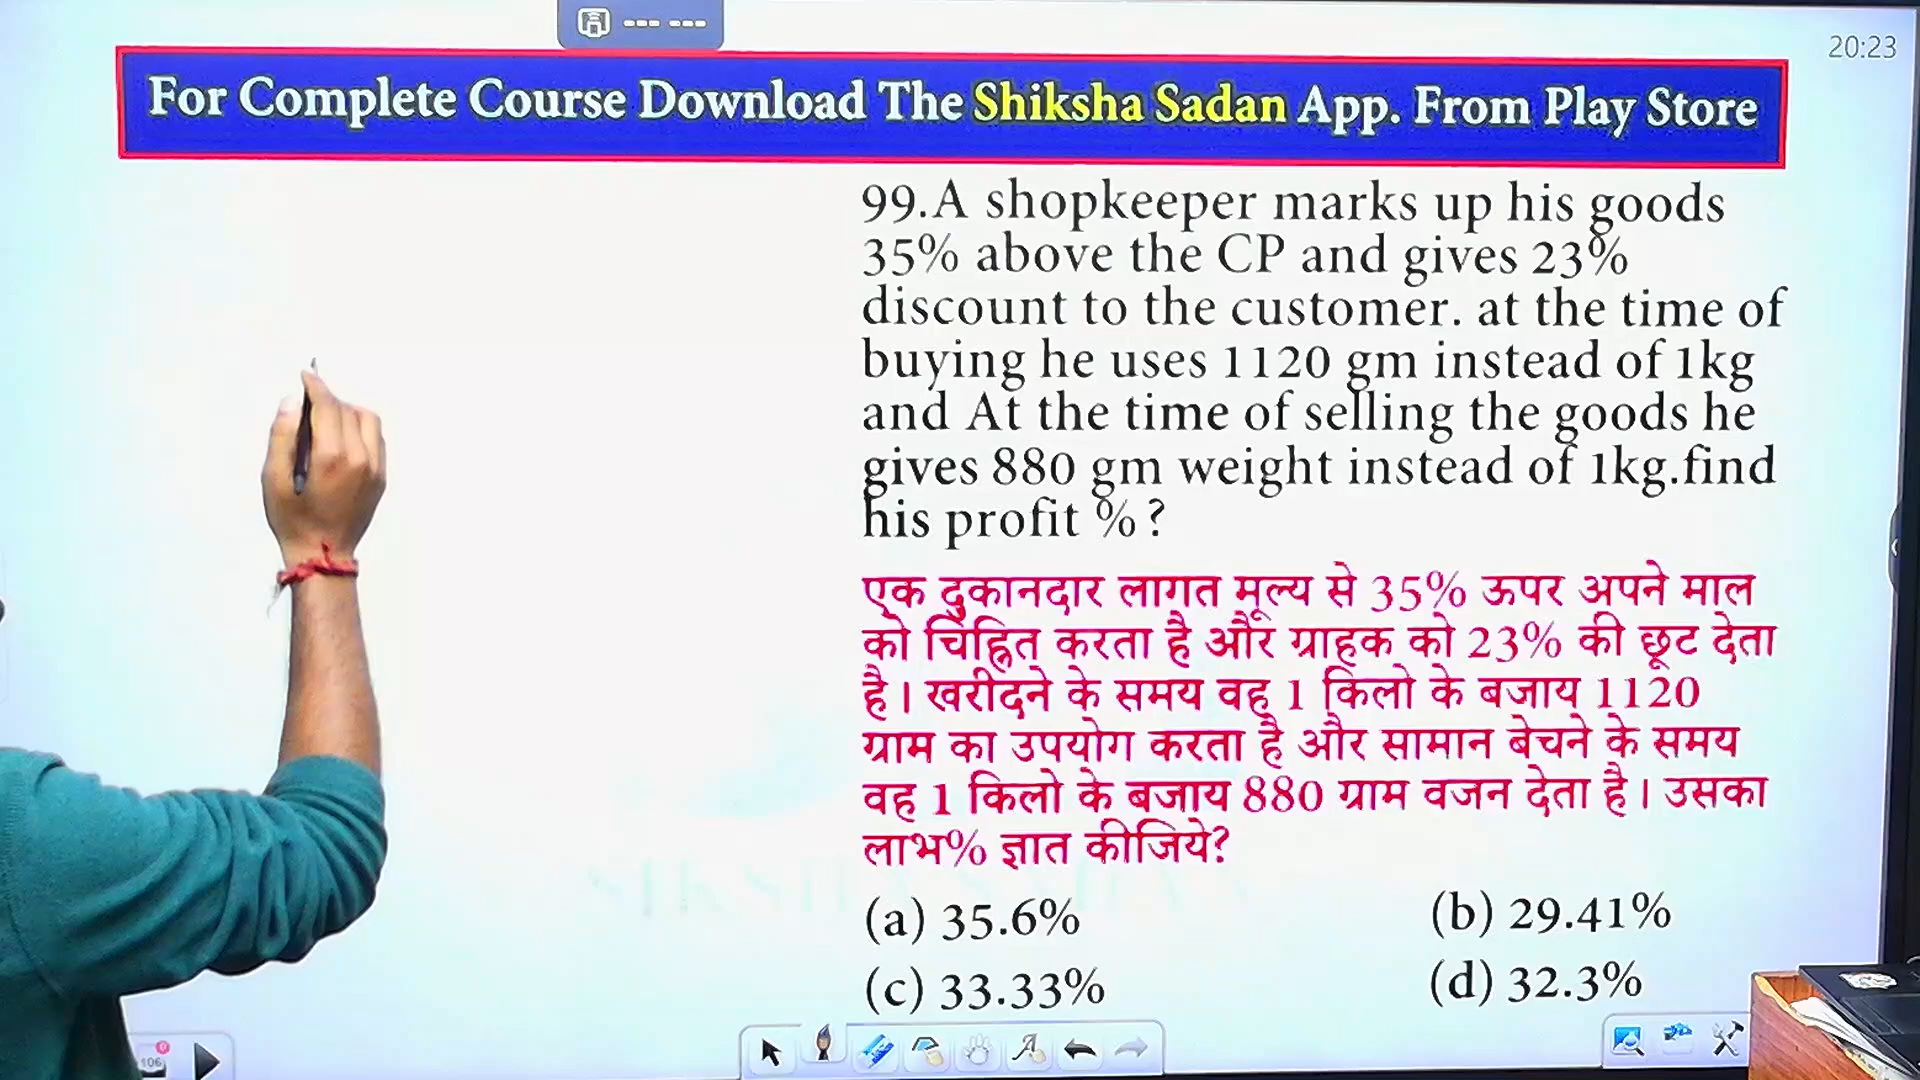 20:23
For Complete Course Download The Shiksha Sadan App. From Play Store
99.A shopkeeper marks up his goods
35% above the CP and gives 23%
discount to the customer. at the time of
buying he uses 1120 gm instead of 1kg
and At the time of selling the goods he
gives 880 gm weight instead of 1kg.find
his profit %?
एक दुकानदार लागत मूल्य से 35% ऊपर अपने माल
को चिह्नित करता है और ग्राहक को 23% की छूट देता
है। खरीदने के समय वह 1 किलो के बजाय 1120
ग्राम का उपयोग करता है और सामान बेचने के समय
वह 1 किलो के बजाय 880 ग्राम वजन देता है। उसका
लाभ% ज्ञात कीजिये?
(a) 35.6%
(b) 29.41%
(c) 33.33%
(d) 32.3%
106